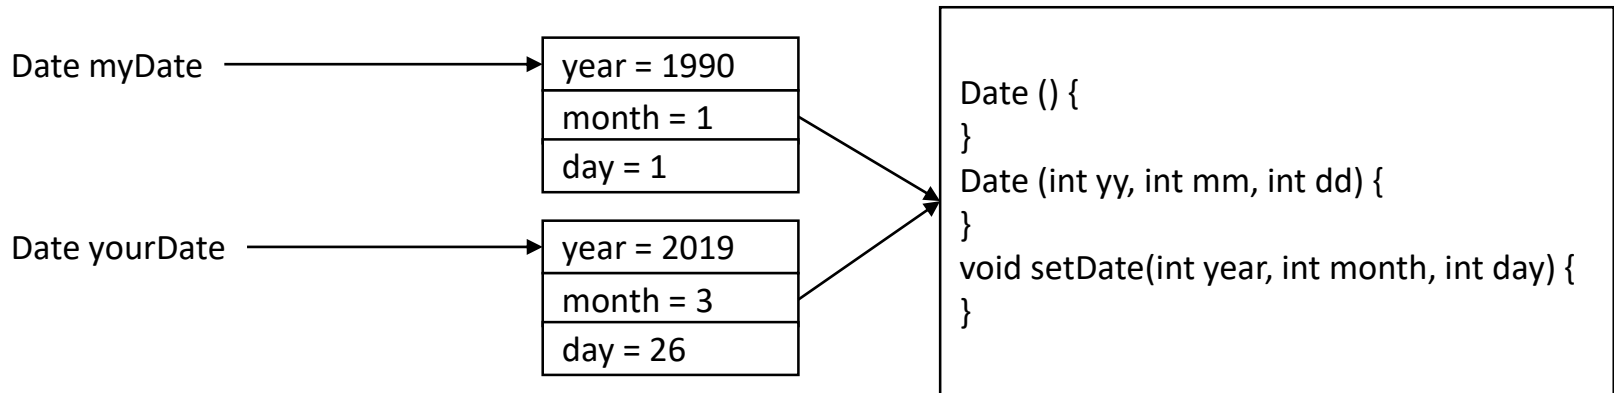 Date myDate
year = 1990
month = 1
day = 1
Date yourDate
year = 2019
month = 3
day = 26
Date () {
}
Date (int yy, int mm, int dd) {
}
void setDate(int year, int month, int day) {
}